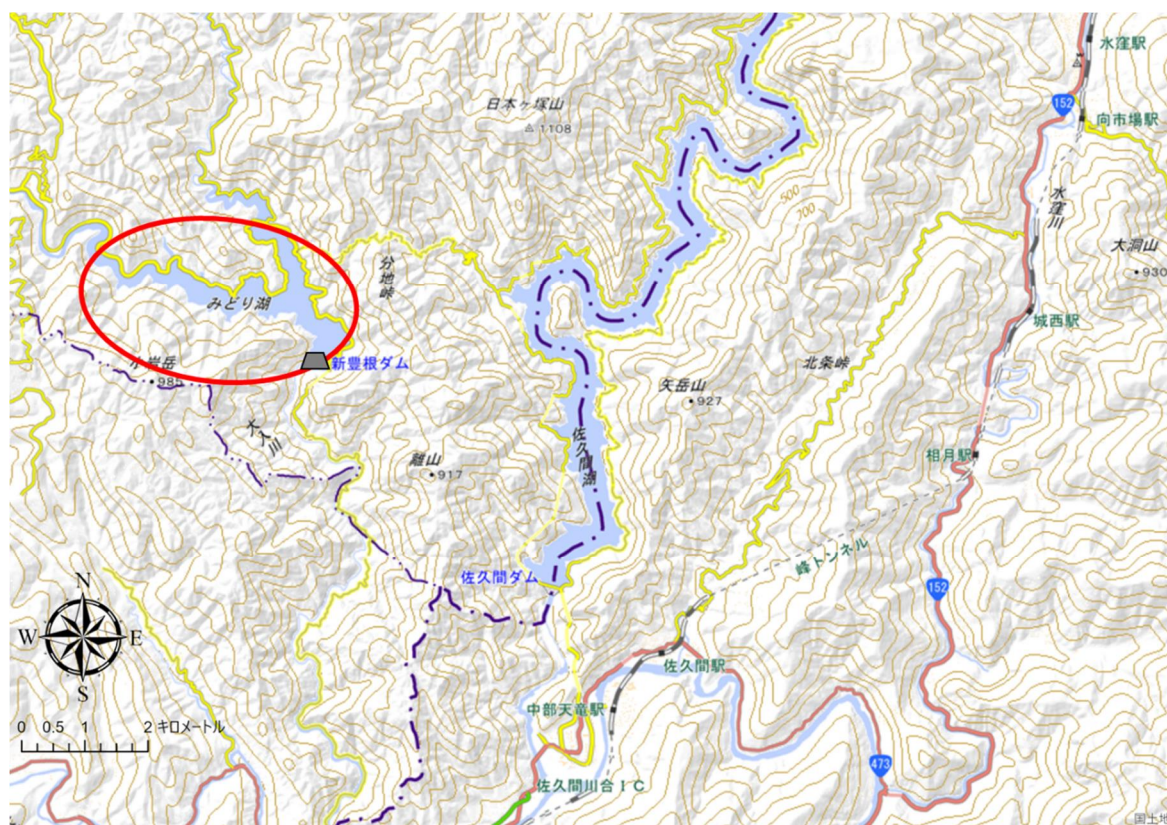 水窪駅
日本ヶ塚山
1108
152
向市場駅
500
700
水窪川
大洞山
930
分地峠
みどり湖
城西駅
新豊根ダム
北条峠
985
矢岳山
927
佐久間湖
大入川
離山
917
相月駅
峰トンネル
佐久間ダム
152
N
W
E
S
佐久間駅
中部天竜駅
0 0.5 1 2 キロメートル
473
佐久間川合IC
国土地